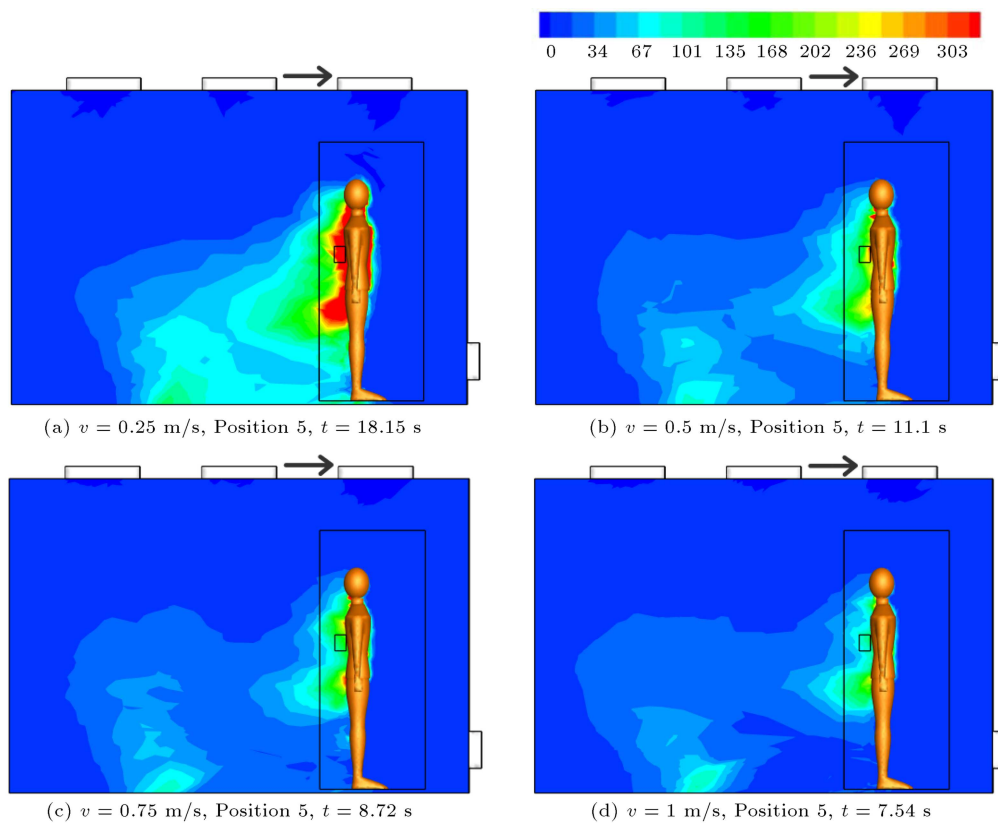 0 34 67 101 135 168 202 236 269 303
(a) v = 0.25 m/s, Position 5, t = 18.15 s
(b) v = 0.5 m/s, Position 5, t = 11.1 s
(c) v = 0.75 m/s, Position 5, t = 8.72 s
(d) v = 1 m/s, Position 5, t = 7.54 s